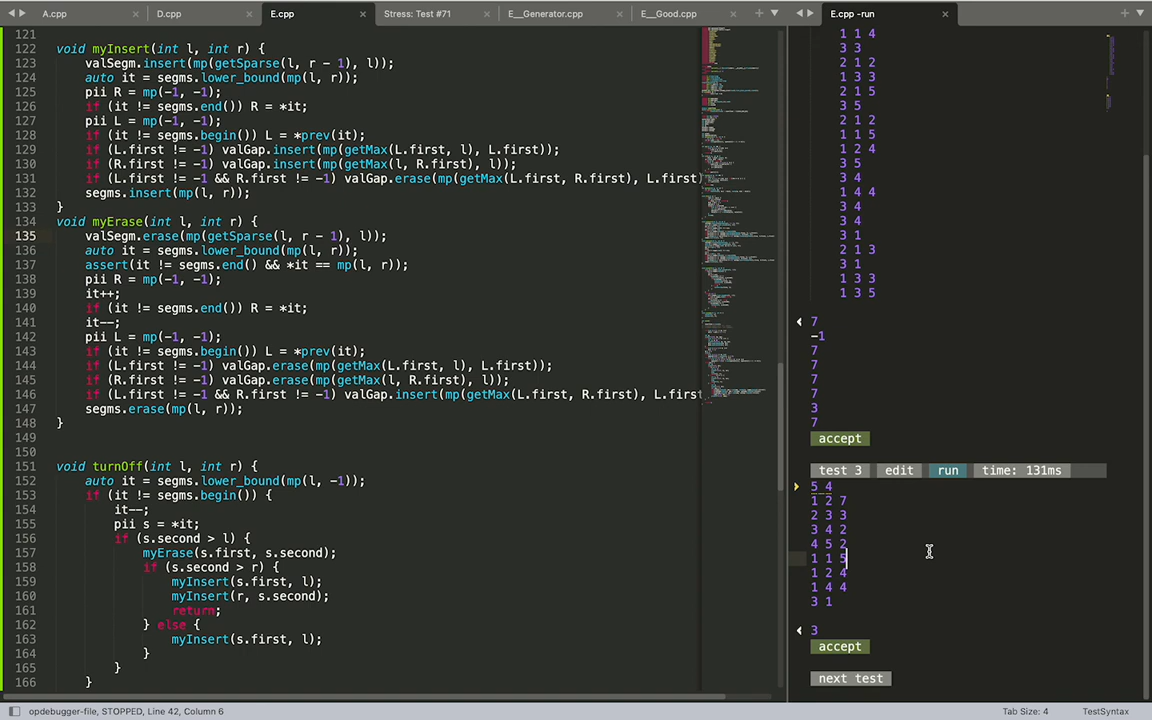 A.cpp D.cpp E.cpp Stress: Test #71 E__Generator.cpp E__Good.cpp
121
122 void myInsert(int l, int r) {
123 valSegm.insert(mp(getSparse(l, r - 1), l));
124 auto it = segms.lower_bound(mp(l, r));
125 pii R = mp(-1, -1);
126 if (it != segms.end()) R = *it;
127 pii L = mp(-1, -1);
128 if (it != segms.begin()) L = *prev(it);
129 if (L.first != -1) valGap.insert(mp(getMax(L.first, l), L.first));
130 if (R.first != -1) valGap.insert(mp(getMax(l, R.first), l));
131 if (L.first != -1 && R.first != -1) valGap.erase(mp(getMax(L.first, R.first), L.first)
132 segms.insert(mp(l, r));
133 }
134 void myErase(int l, int r) {
135 valSegm.erase(mp(getSparse(l, r - 1), l));
136 auto it = segms.lower_bound(mp(l, r));
137 assert(it != segms.end() && *it == mp(l, r));
138 pii R = mp(-1, -1);
139 it++;
140 if (it != segms.end()) R = *it;
141 it--;
142 pii L = mp(-1, -1);
143 if (it != segms.begin()) L = *prev(it);
144 if (L.first != -1) valGap.erase(mp(getMax(L.first, l), L.first));
145 if (R.first != -1) valGap.erase(mp(getMax(l, R.first), l));
146 if (L.first != -1 && R.first != -1) valGap.insert(mp(getMax(L.first, R.first), L.first
147 segms.erase(mp(l, r));
148 }
149
150
151 void turnOff(int l, int r) {
152 auto it = segms.lower_bound(mp(l, -1));
153 if (it != segms.begin()) {
154 it--;
155 pii s = *it;
156 if (s.second > l) {
157 myErase(s.first, s.second);
158 if (s.second > r) {
159 myInsert(s.first, l);
160 myInsert(r, s.second);
161 return;
162 } else {
163 myInsert(s.first, l);
164 }
165 }
166 }
opdebugger-file, STOPPED, Line 42, Column 6
E.cpp -run
1 1 4
3 3
2 1 2
1 3 3
2 1 5
3 5
2 1 2
1 1 5
1 2 4
3 5
3 4
1 4 4
3 4
3 4
3 1
2 1 3
3 1
1 3 3
1 3 5
7
-1
7
7
7
7
3
7
accept
test 3 edit run time: 131ms
5 4
1 2 7
2 3 3
3 4 2
4 5 2
1 1 5
1 2 4
1 4 4
3 1
3
accept
next test
Tab Size: 4 TestSyntax